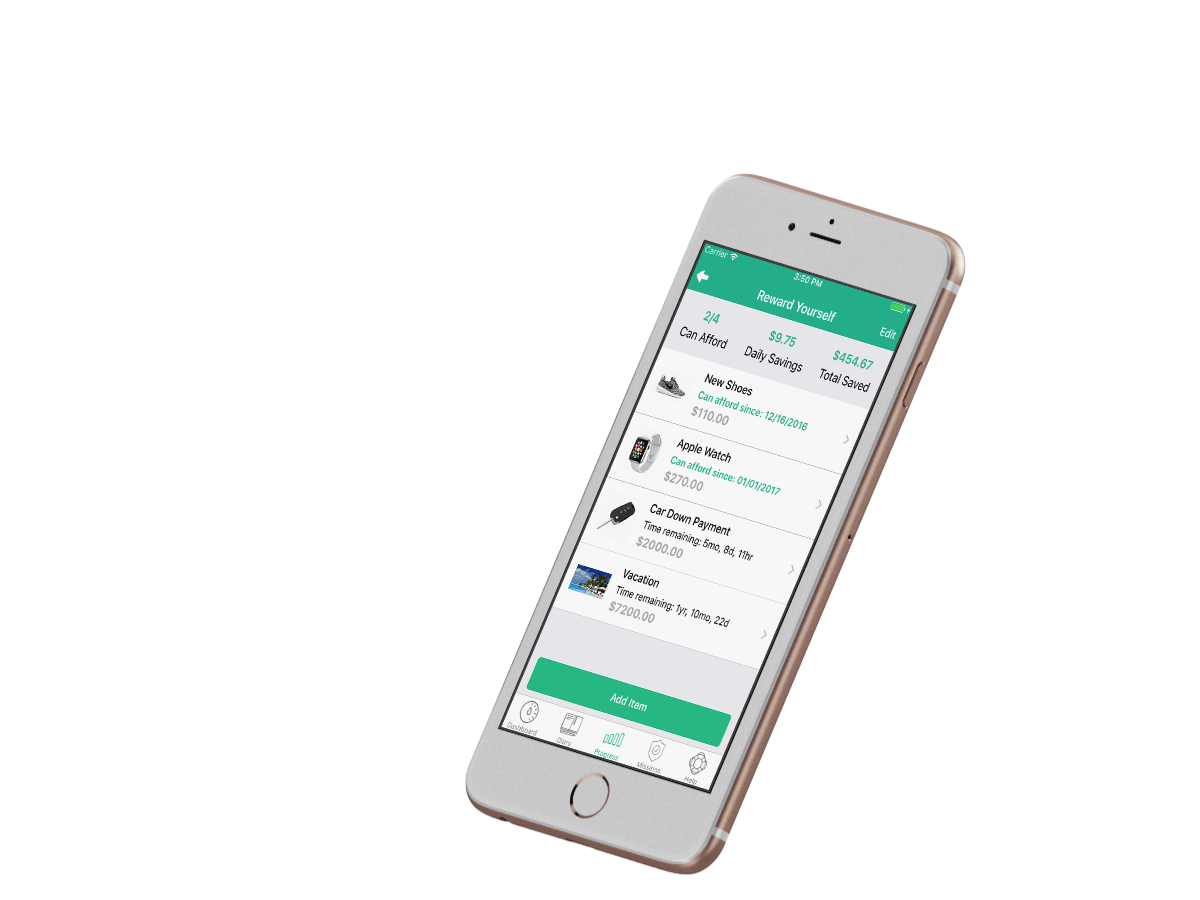 Carrier
3:50 PM
Reward Yourself
Edit
2/4
Can Afford
$9.75
Daily Savings
$454.67
Total Saved
New Shoes
Can afford since: 12/16/2016
$110.00
Apple Watch
Can afford since: 01/01/2017
$270.00
Car Down Payment
Time remaining: 5mo, 8d, 11hr
$2000.00
Vacation
Time remaining: 1yr, 10mo, 22d
$7200.00
Add Item
Dashboard
Diary
Progress
Missions
Help